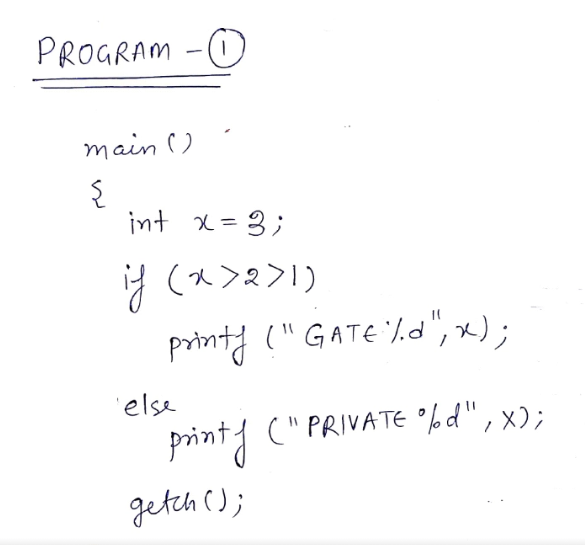 PROGRAM - ①
main ()
{
int x = 3;
if (x>2>1)
printf ("GATE %d", x);
else
printf ("PRIVATE %d", x);
getch();